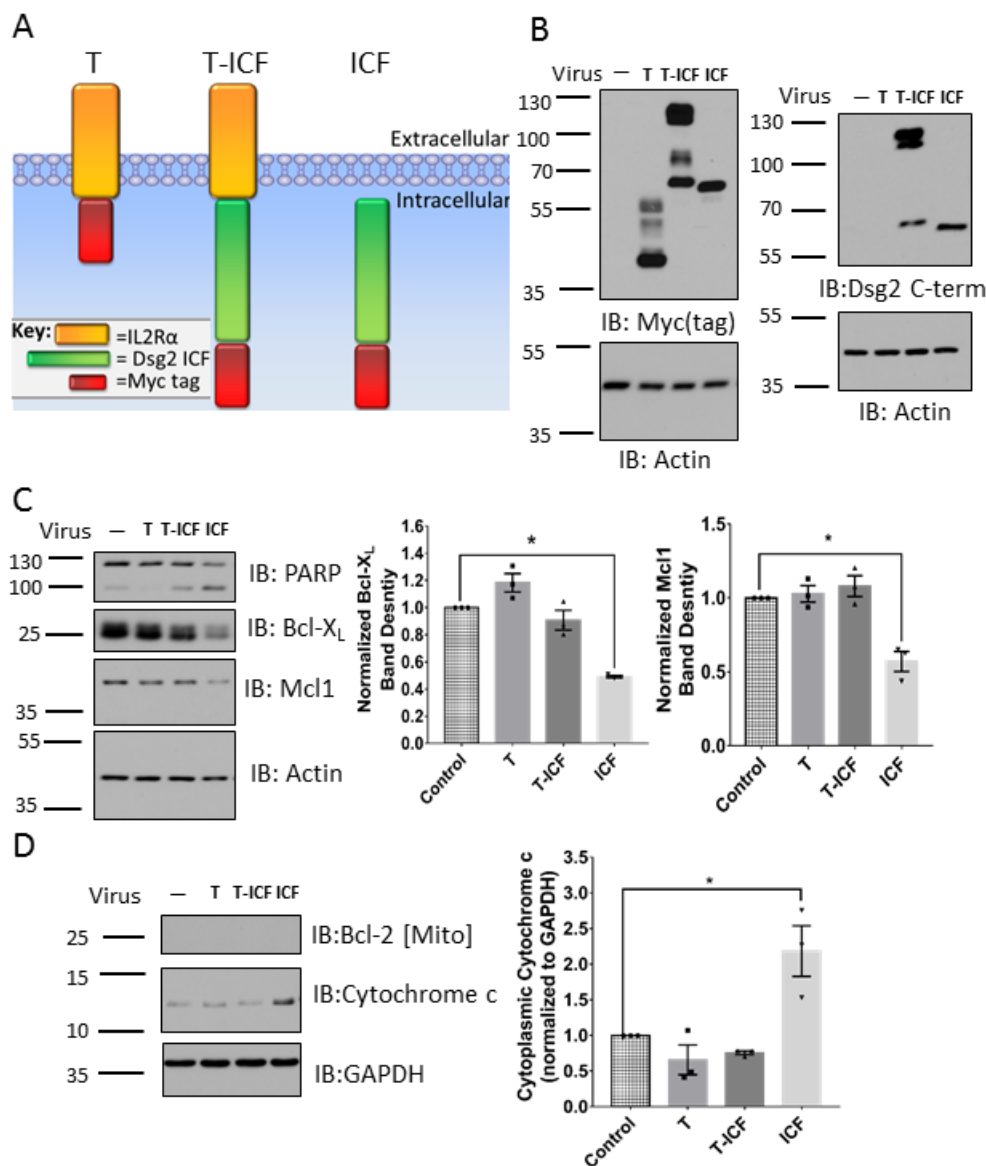 A
T T-ICF ICF
Extracellular
Intracellular
Key: =IL2Rα
= Dsg2 ICF
=Myc tag
B
Virus — T T-ICF ICF
130
100
70
55
35
IB: Myc(tag)
55
35
IB: Actin
Virus — T T-ICF ICF
130
100
70
55
IB:Dsg2 C-term
55
35
IB: Actin
C
Virus — T T-ICF ICF
130
100
IB: PARP
25
IB: Bcl-XL
IB: Mcl1
35
55
IB: Actin
35
Normalized Bcl-XL
Band Desntiy
1.6
1.4
1.2
1.0
0.8
0.6
0.4
0.2
0.0
*
Control T T-ICF ICF
Normalized Mcl1
Band Desntiy
1.5
1.0
0.5
0.0
*
Control T T-ICF ICF
D
Virus — T T-ICF ICF
25
IB:Bcl-2 [Mito]
15
IB:Cytochrome c
10
35
IB:GAPDH
Cytoplasmic Cytochrome c
(normalized to GAPDH)
3.5
3.0
2.5
2.0
1.5
1.0
0.5
0.0
*
Control T T-ICF ICF